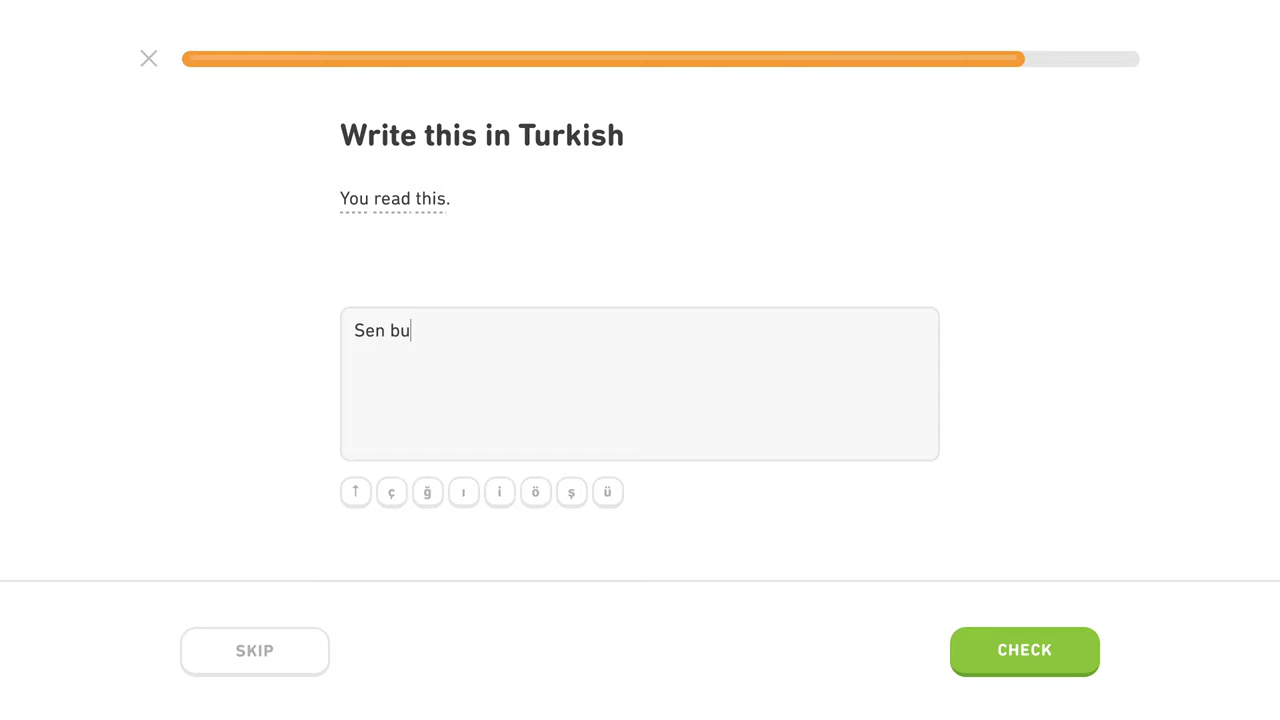 Write this in Turkish
You read this.
Sen bu
↑ ç ğ ı i ö ş ü
SKIP
CHECK